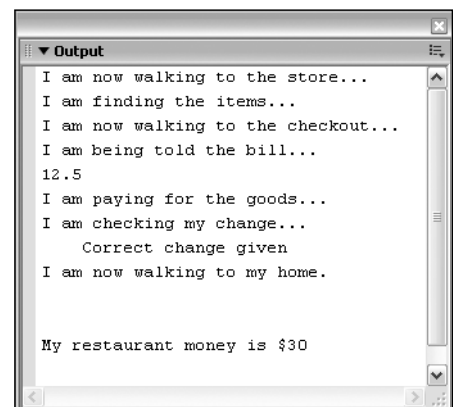 Output
I am now walking to the store...
I am finding the items...
I am now walking to the checkout...
I am being told the bill...
12.5
I am paying for the goods...
I am checking my change...
Correct change given
I am now walking to my home.
My restaurant money is $30